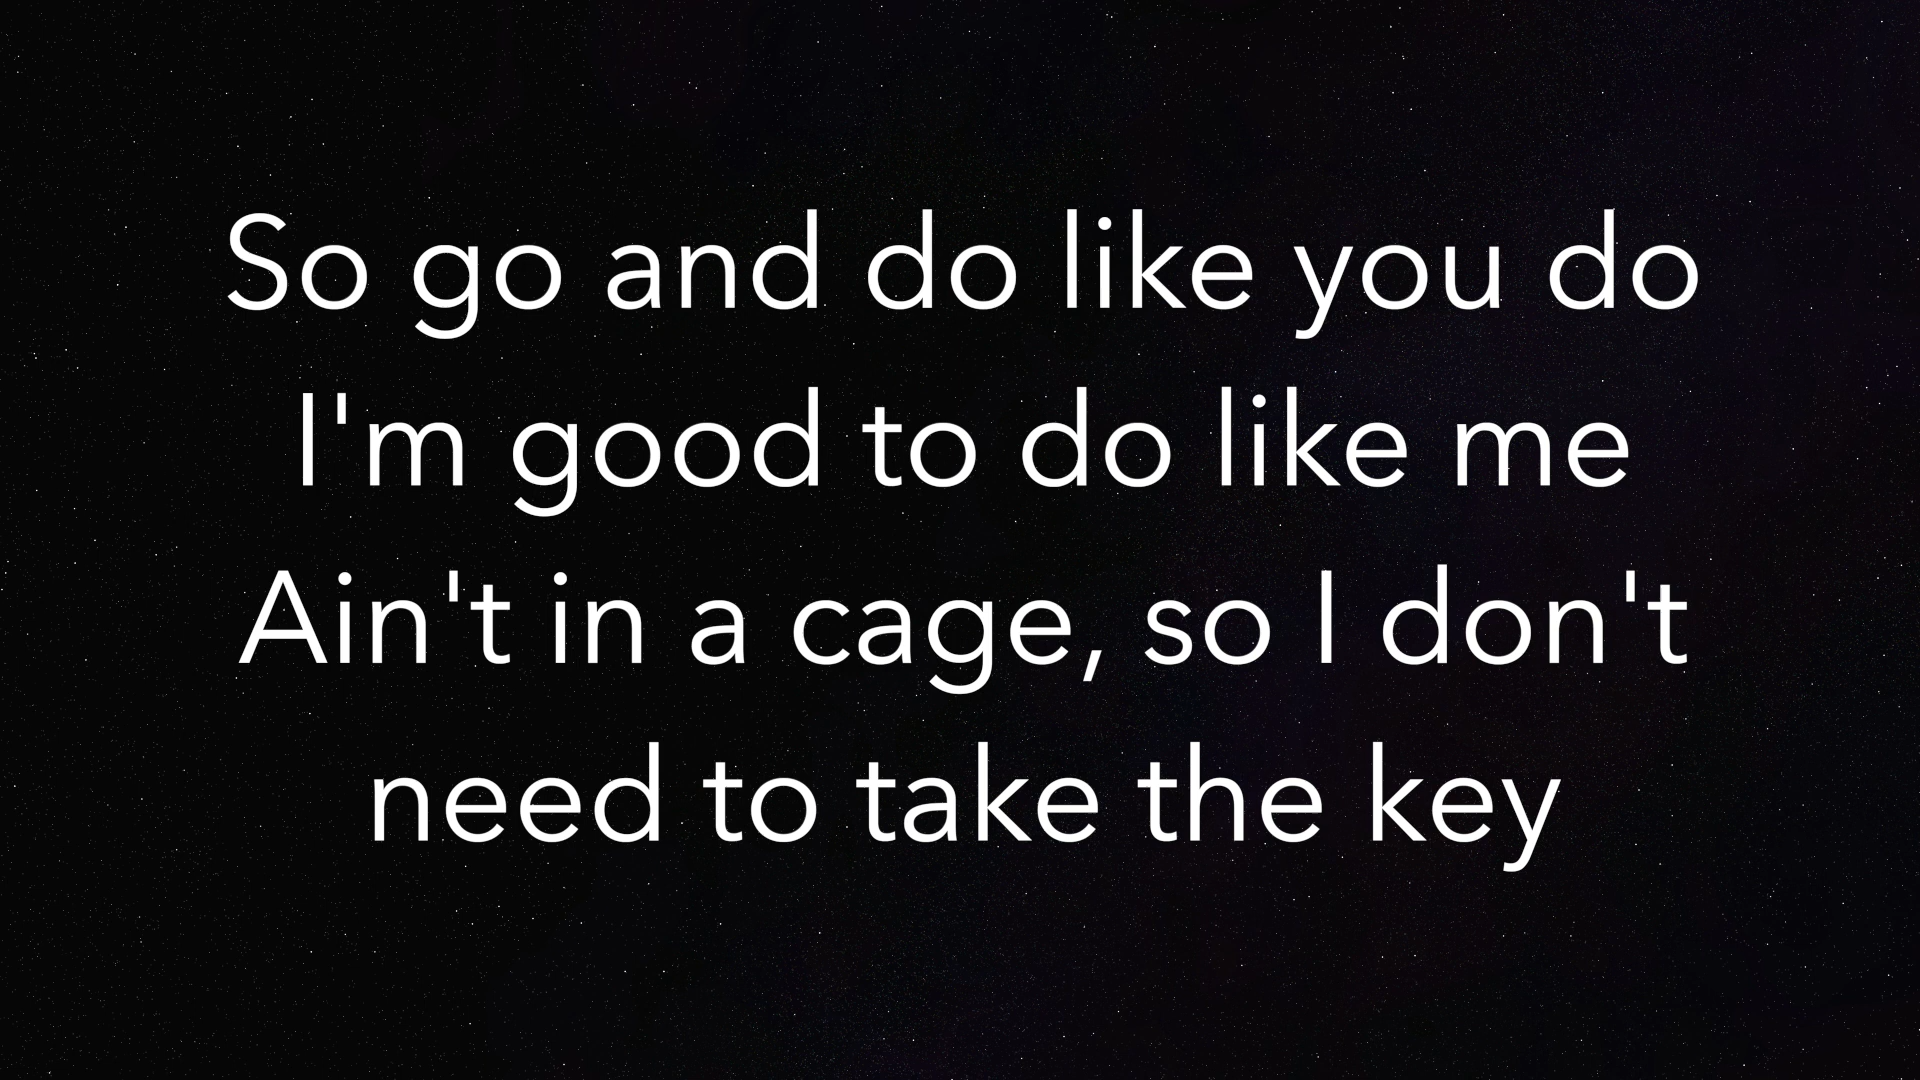 So go and do like you do
I'm good to do like me
Ain't in a cage, so I don't
need to take the key